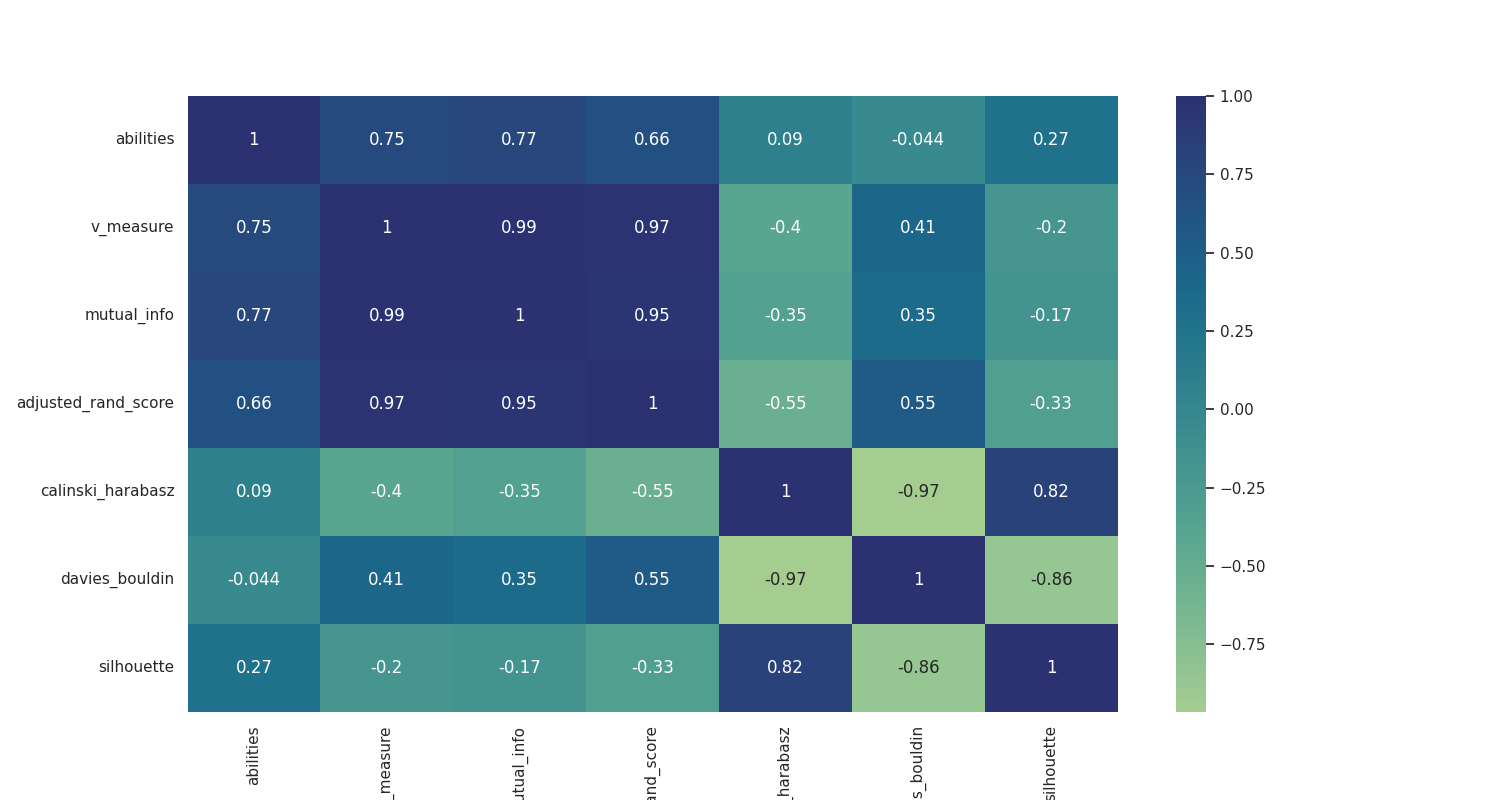 abilities 1 0.75 0.77 0.66 0.09 -0.044 0.27
v_measure 0.75 1 0.99 0.97 -0.4 0.41 -0.2
mutual_info 0.77 0.99 1 0.95 -0.35 0.35 -0.17
adjusted_rand_score 0.66 0.97 0.95 1 -0.55 0.55 -0.33
calinski_harabasz 0.09 -0.4 -0.35 -0.55 1 -0.97 0.82
davies_bouldin -0.044 0.41 0.35 0.55 -0.97 1 -0.86
silhouette 0.27 -0.2 -0.17 -0.33 0.82 -0.86 1
abilities
_measure
utual_info
and_score
_harabasz
s_bouldin
silhouette
1.00
0.75
0.50
0.25
0.00
−0.25
−0.50
−0.75